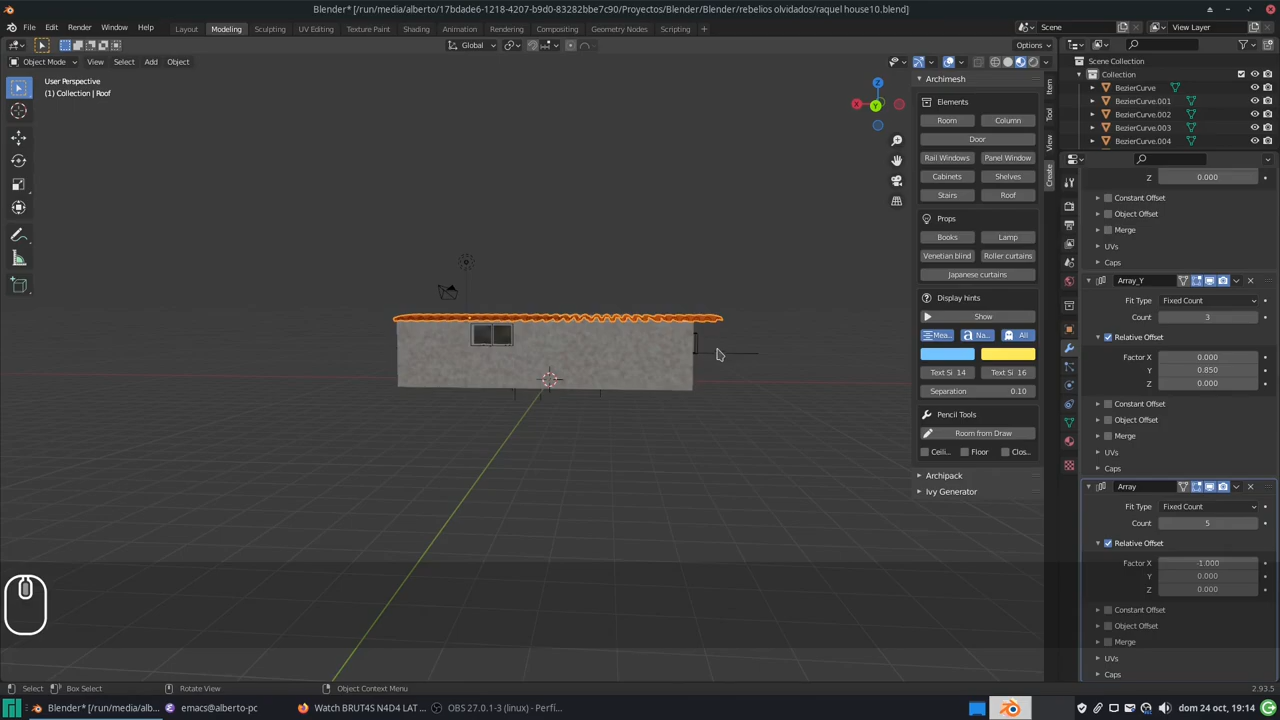 Blender* [/run/media/alberto/17bdade6-1218-4207-b9d0-83282bbe7c90/Proyectos/Blender/Blender/rebelios olvidados/raquel house10.blend]
File Edit Render Window Help Layout Modeling Sculpting UV Editing Texture Paint Shading Animation Rendering Compositing Geometry Nodes Scripting + Scene View Layer
Global Options
Object Mode View Select Add Object
User Perspective
(1) Collection | Roof
Scene Collection
Collection
BezierCurve
BezierCurve.001
BezierCurve.002
BezierCurve.003
BezierCurve.004
Z
Y
X
Item
Tool
View
Create
Archimesh
Elements
Room Column
Door
Rail Windows Panel Window
Cabinets Shelves
Stairs Roof
Props
Books Lamp
Venetian blind Roller curtains
Japanese curtains
Display hints
Show
Mea... Na... All
Text Si 14 Text Si 16
Separation 0.10
Pencil Tools
Room from Draw
Ceili... Floor Clos...
Archipack
Ivy Generator
Z 0.000
Constant Offset
Object Offset
Merge
UVs
Caps
Array_Y
Fit Type Fixed Count
Count 3
Relative Offset
Factor X 0.000
Y 0.850
Z 0.000
Constant Offset
Object Offset
Merge
UVs
Caps
Array
Fit Type Fixed Count
Count 5
Relative Offset
Factor X -1.000
Y 0.000
Z 0.000
Constant Offset
Object Offset
Merge
UVs
Caps
Select Box Select Rotate View Object Context Menu 2.93.5
Blender* [/run/media/alb... emacs@alberto-pc Watch BRUT4S N4D4 LAT ... OBS 27.0.1-3 (linux) - Perfi... dom 24 oct, 19:14